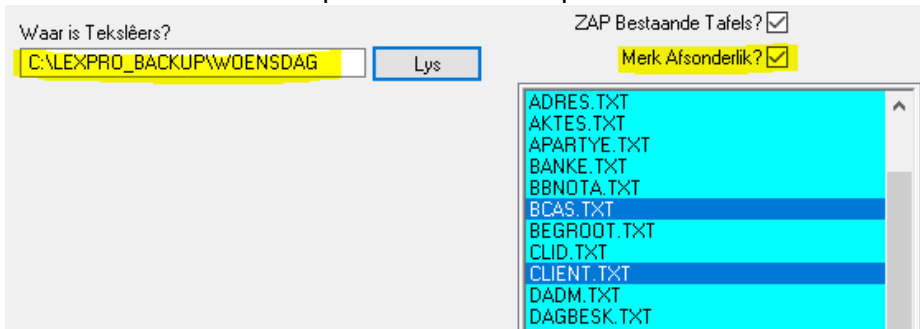 Waar is Tekslêers?
C:\LEXPRO_BACKUP\WOENSDAG
Lys
ZAP Bestaande Tafels?
Merk Afsonderlik?
ADRES.TXT
AKTES.TXT
APARTYE.TXT
BANKE.TXT
BBNOTA.TXT
BCAS.TXT
BEGROOT.TXT
CLID.TXT
CLIENT.TXT
DADM.TXT
DAGBESK.TXT